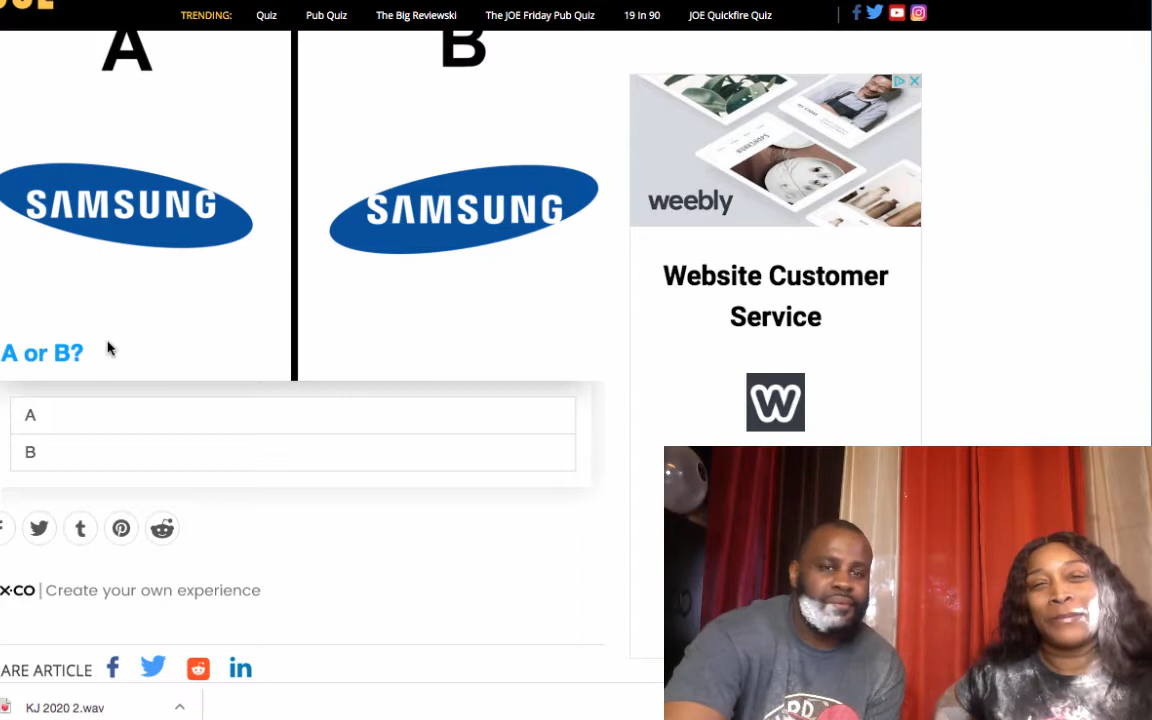 TRENDING: Quiz Pub Quiz The Big Reviewski The JOE Friday Pub Quiz 19 In 90 JOE Quickfire Quiz
A B
SAMSUNG SAMSUNG
weebly
Website Customer
Service
W
A or B?
A
B
X·CO | Create your own experience
ARE ARTICLE
KJ 2020 2.wav